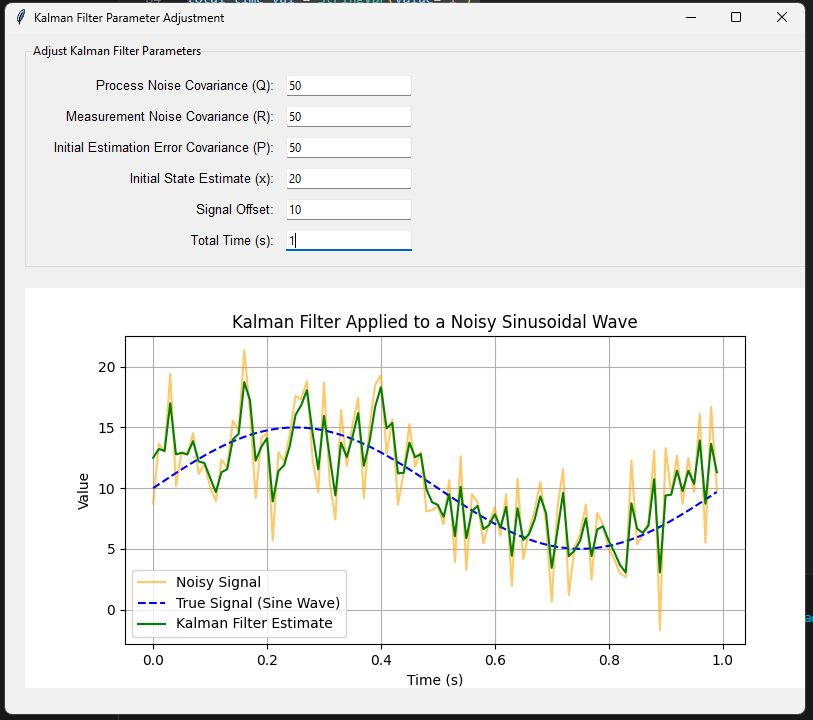 Kalman Filter Parameter Adjustment
Adjust Kalman Filter Parameters
Process Noise Covariance (Q): 50
Measurement Noise Covariance (R): 50
Initial Estimation Error Covariance (P): 50
Initial State Estimate (x): 20
Signal Offset: 10
Total Time (s): 1
Kalman Filter Applied to a Noisy Sinusoidal Wave
20
15
10
5
0
Value
Noisy Signal
True Signal (Sine Wave)
Kalman Filter Estimate
0.0 0.2 0.4 0.6 0.8 1.0
Time (s)